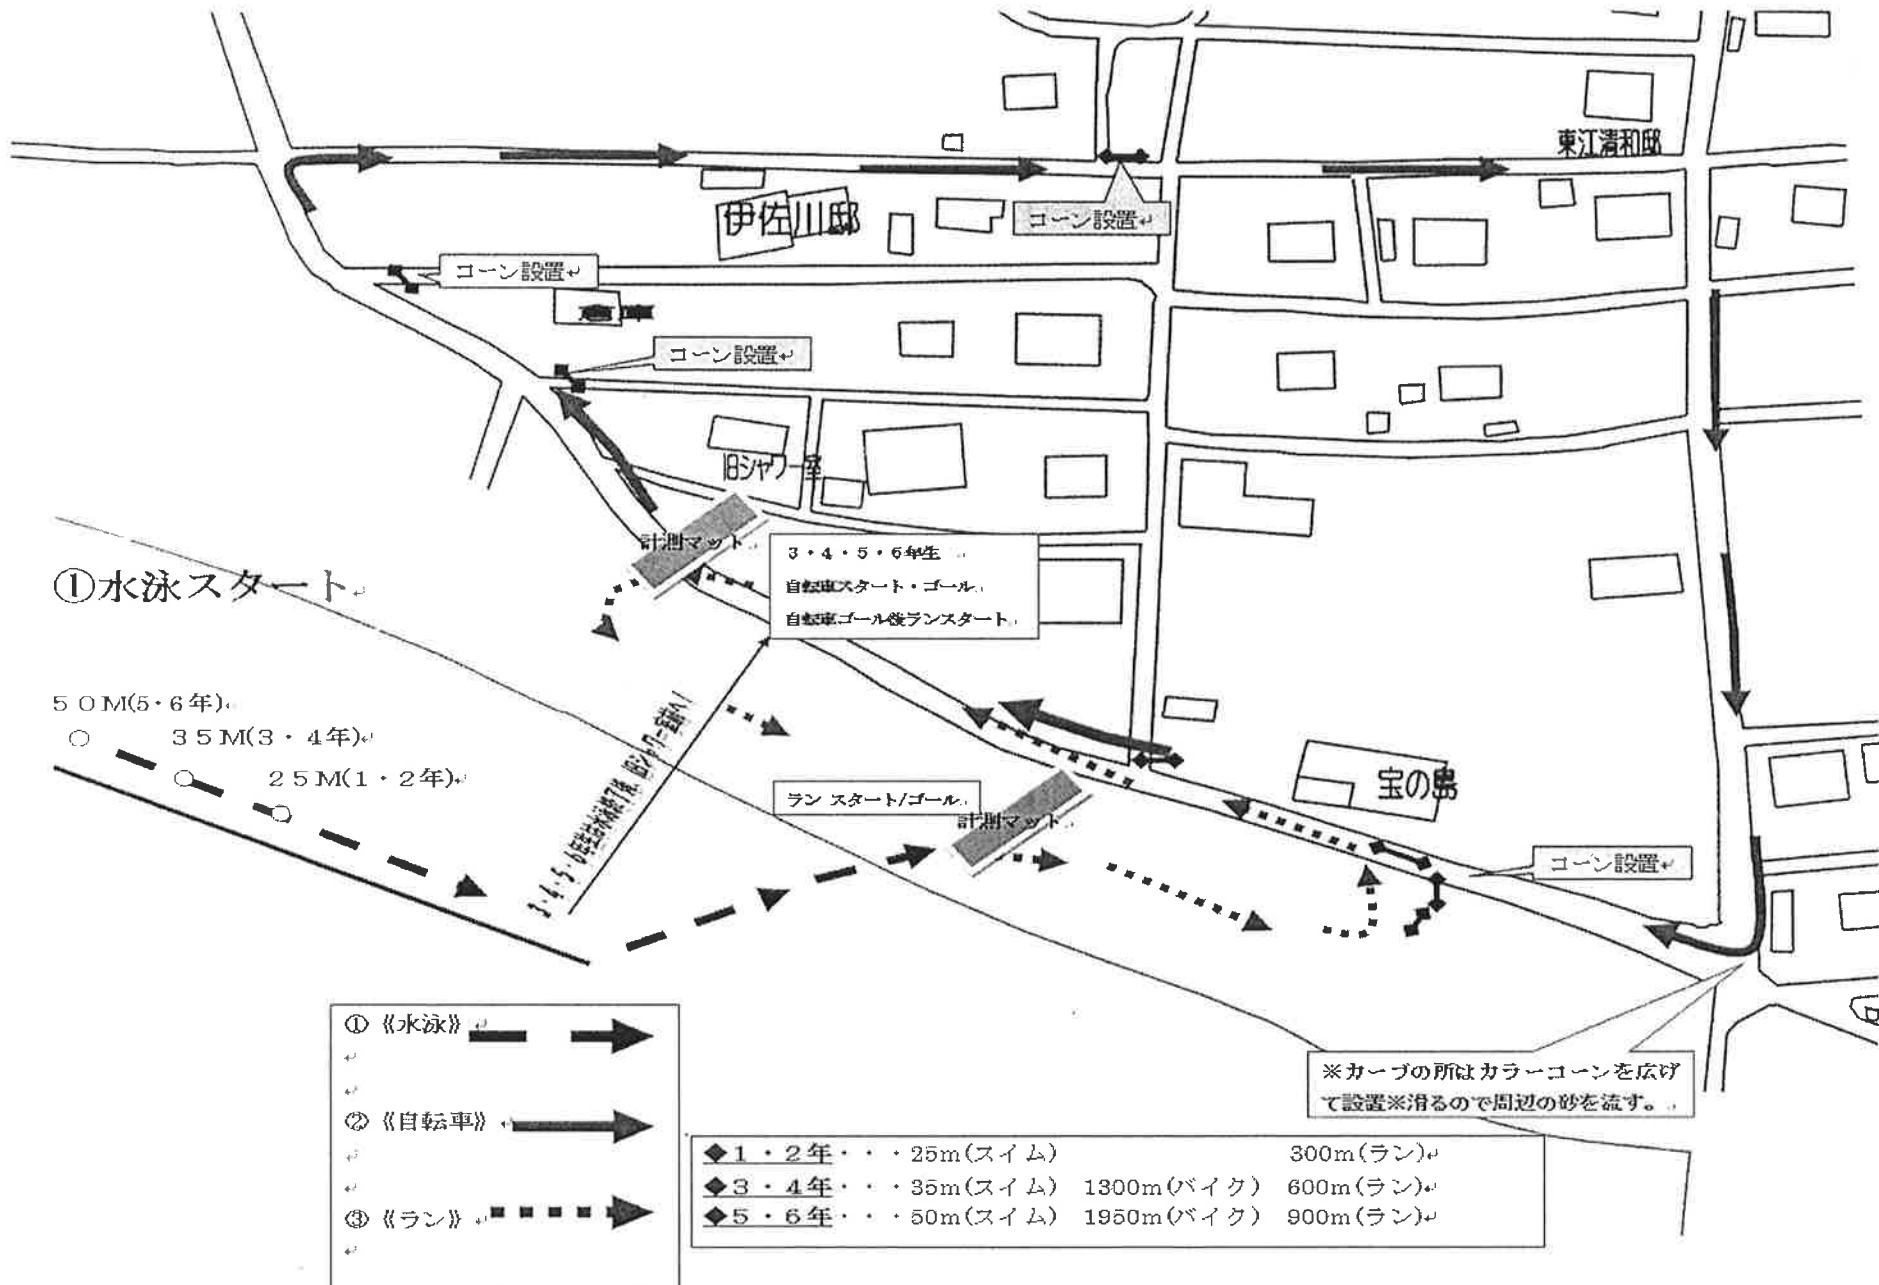 東江清和邸
伊佐川邸
コーン設置
コーン設置
コーン設置
旧シャワー室
計測マット
3・4・5・6年生
自転車スタート・ゴール
自転車ゴール後ランスタート
①水泳スタート
50M(5・6年)
35M(3・4年)
25M(1・2年)
宝の島
ラン スタート/ゴール
計測マット
コーン設置
①《水泳》
②《自転車》
③《ラン》
※カーブの所はカラーコーンを広げ
て設置※滑るので周辺の砂を流す。
◆1・2年・・・25m(スイム) 300m(ラン)
◆3・4年・・・35m(スイム) 1300m(バイク) 600m(ラン)
◆5・6年・・・50m(スイム) 1950m(バイク) 900m(ラン)